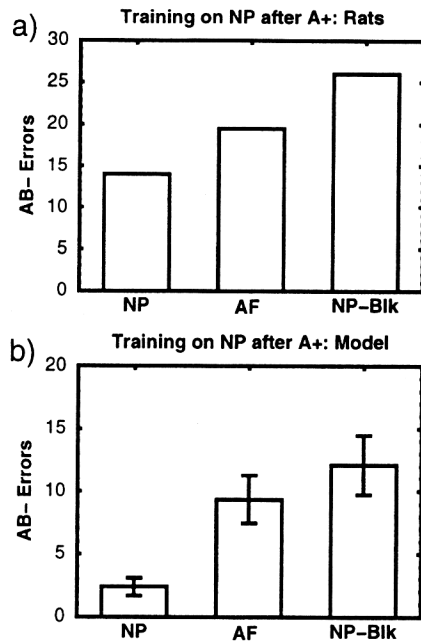 a)
Training on NP after A+: Rats
AB− Errors
30
25
20
15
10
5
0
NP AF NP−Blk
b)
Training on NP after A+: Model
AB− Errors
20
15
10
5
0
NP AF NP−Blk